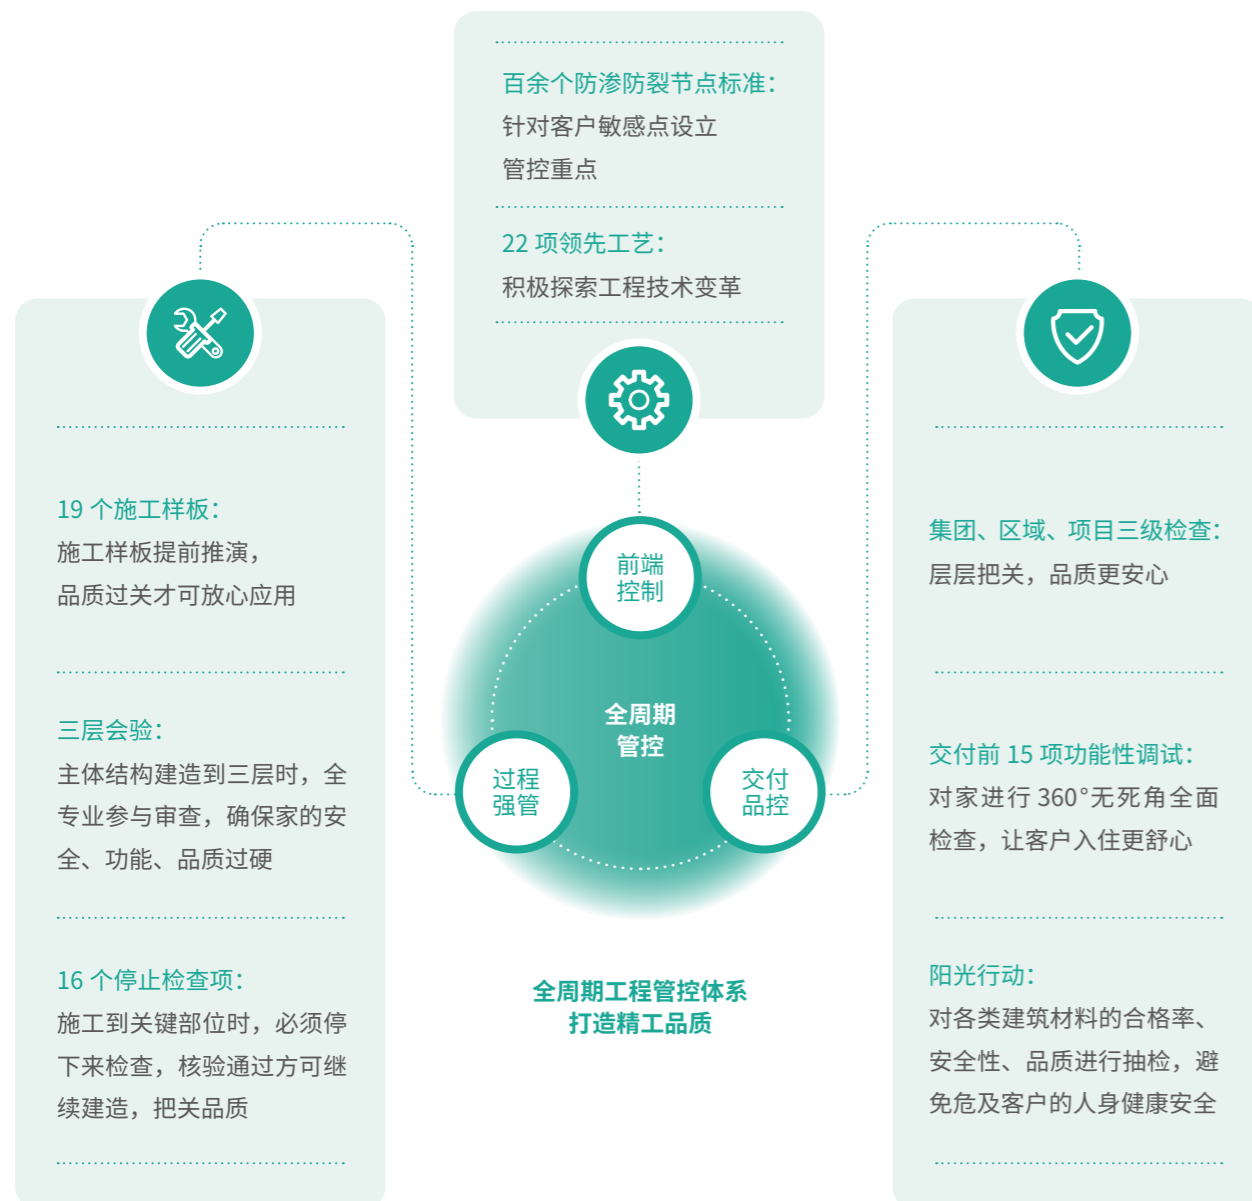 百余个防渗防裂节点标准：
针对客户敏感点设立
管控重点
22 项领先工艺：
积极探索工程技术变革
19 个施工样板：
施工样板提前推演，
品质过关才可放心应用
三层会验：
主体结构建造到三层时，全
专业参与审查，确保家的安
全、功能、品质过硬
16 个停止检查项：
施工到关键部位时，必须停
下来检查，核验通过方可继
续建造，把关品质
前端
控制
全周期
管控
过程
强管
交付
品控
全周期工程管控体系
打造精工品质
集团、区域、项目三级检查：
层层把关，品质更安心
交付前 15 项功能性调试：
对家进行 360°无死角全面
检查，让客户入住更舒心
阳光行动：
对各类建筑材料的合格率、
安全性、品质进行抽检，避
免危及客户的人身健康安全